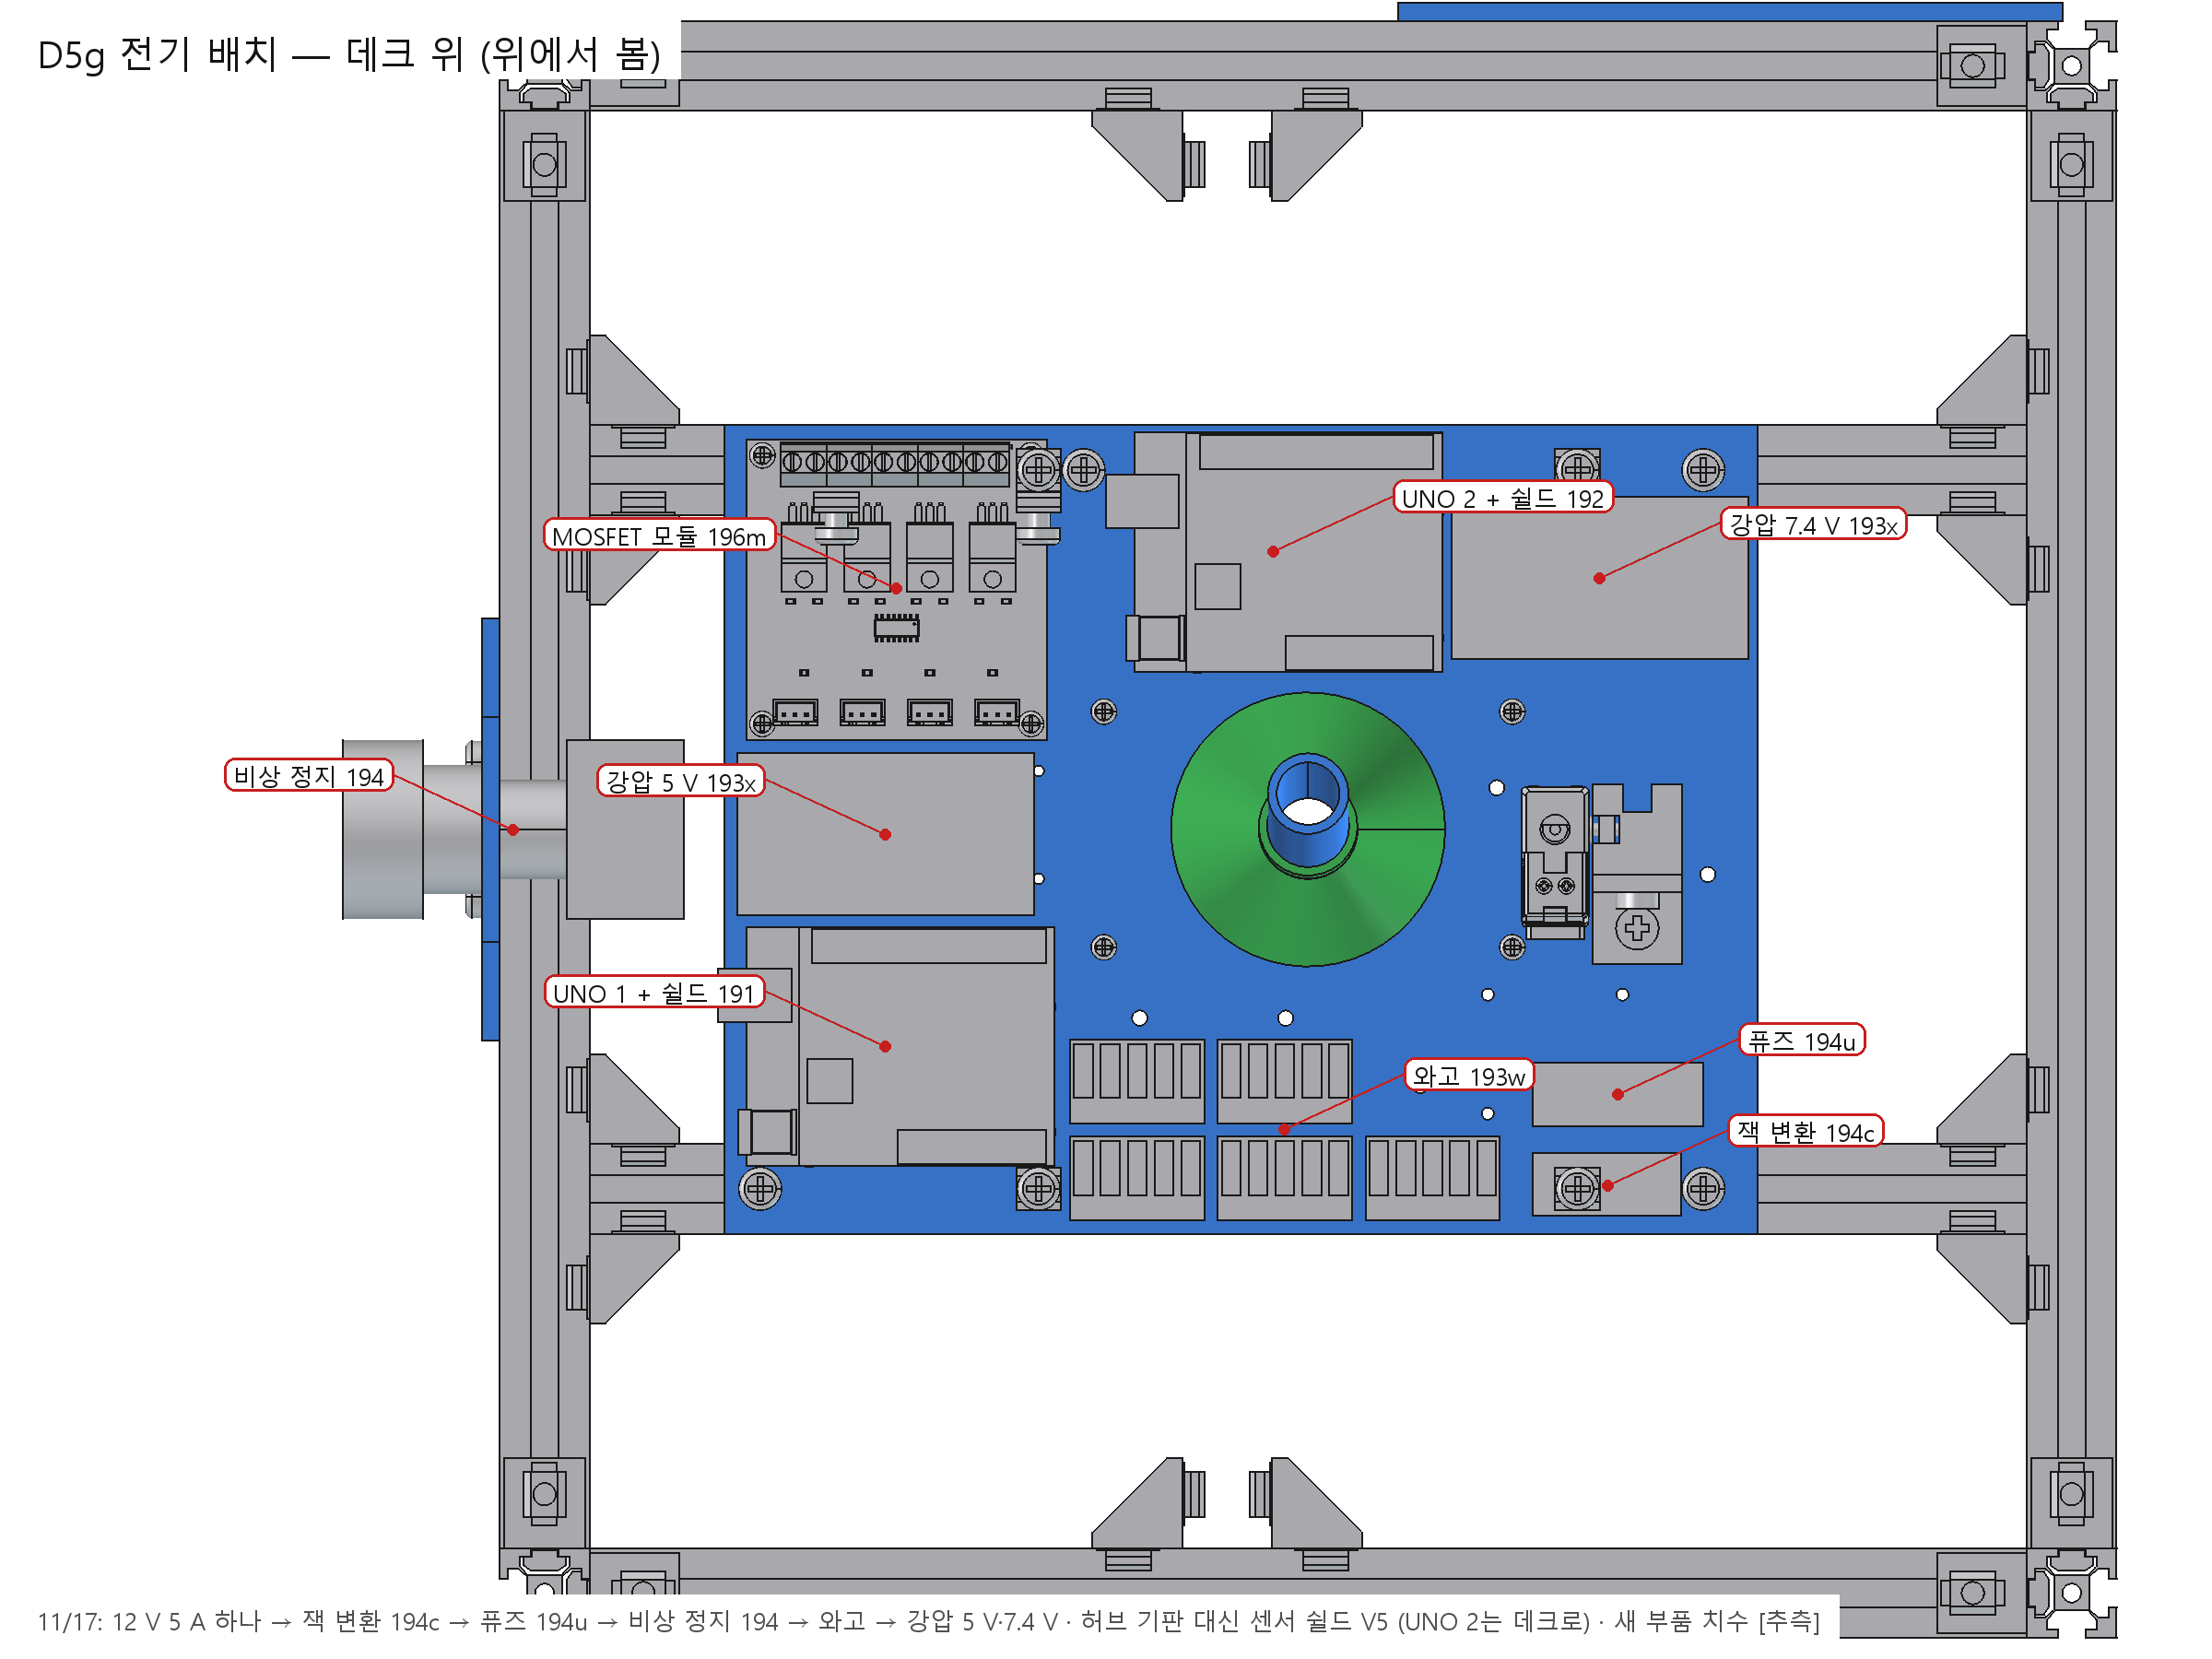 D5g 전기 배치 — 데크 위 (위에서 봄)
UNO 2 + 쉴드 192
강압 7.4 V 193x
MOSFET 모듈 196m
비상 정지 194
강압 5 V 193x
UNO 1 + 쉴드 191
퓨즈 194u
와고 193w
잭 변환 194c
11/17: 12 V 5 A 하나 → 잭 변환 194c → 퓨즈 194u → 비상 정지 194 → 와고 → 강압 5 V·7.4 V · 허브 기판 대신 센서 쉴드 V5 (UNO 2는 데크로) · 새 부품 치수 [추측]